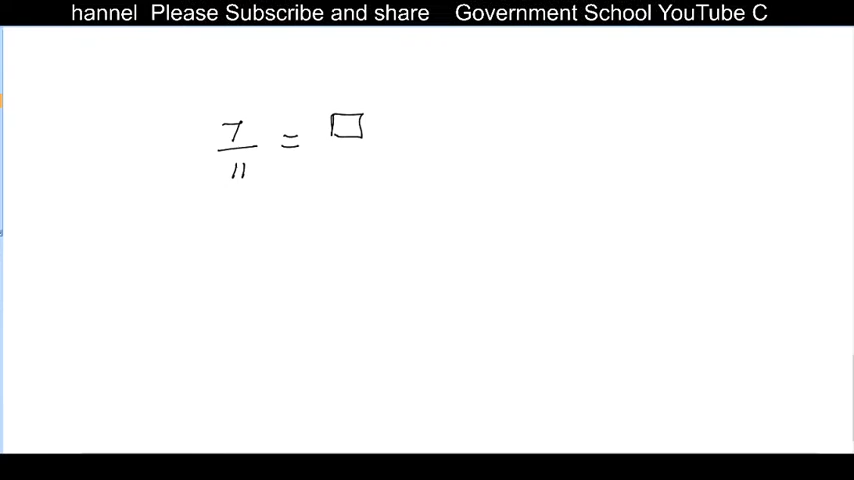 hannel Please Subscribe and share Government School YouTube C
7/11 = □